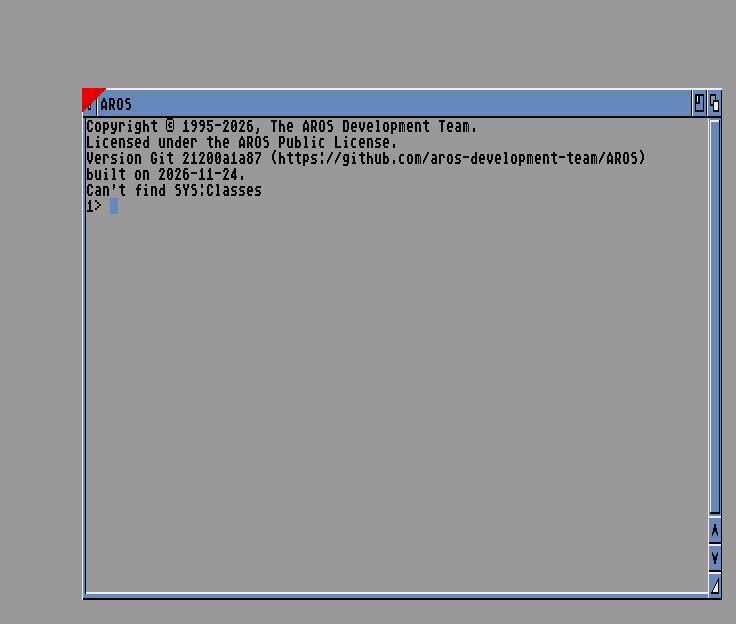 AROS
Copyright © 1995-2026, The AROS Development Team.
Licensed under the AROS Public License.
Version Git 21200a1a87 (https://github.com/aros-development-team/AROS)
built on 2026-11-24.
Can't find SYS:Classes
1>